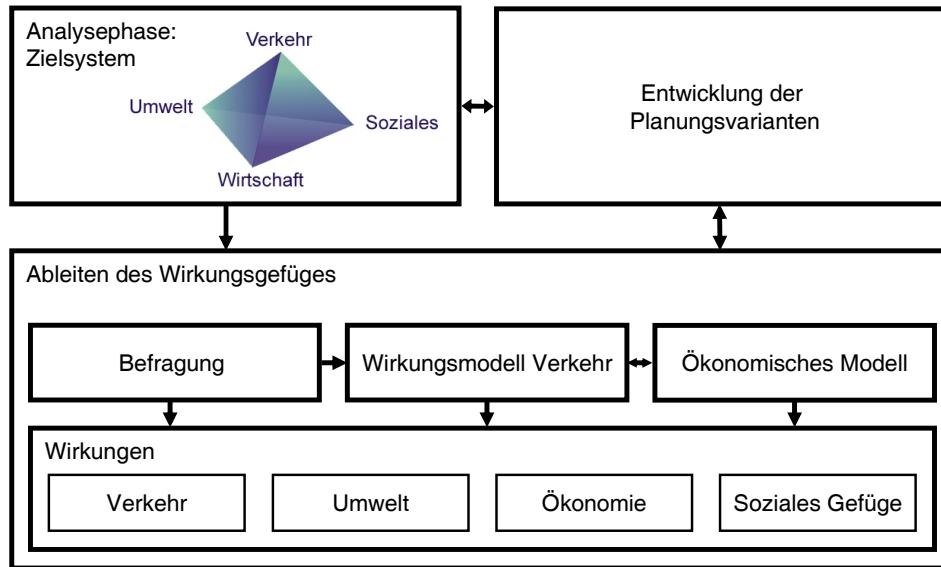 Analysephase:
Zielsystem
Verkehr
Umwelt
Soziales
Wirtschaft
Entwicklung der
Planungsvarianten
Ableiten des Wirkungsgefüges
Befragung
Wirkungsmodell Verkehr
Ökonomisches Modell
Wirkungen
Verkehr
Umwelt
Ökonomie
Soziales Gefüge